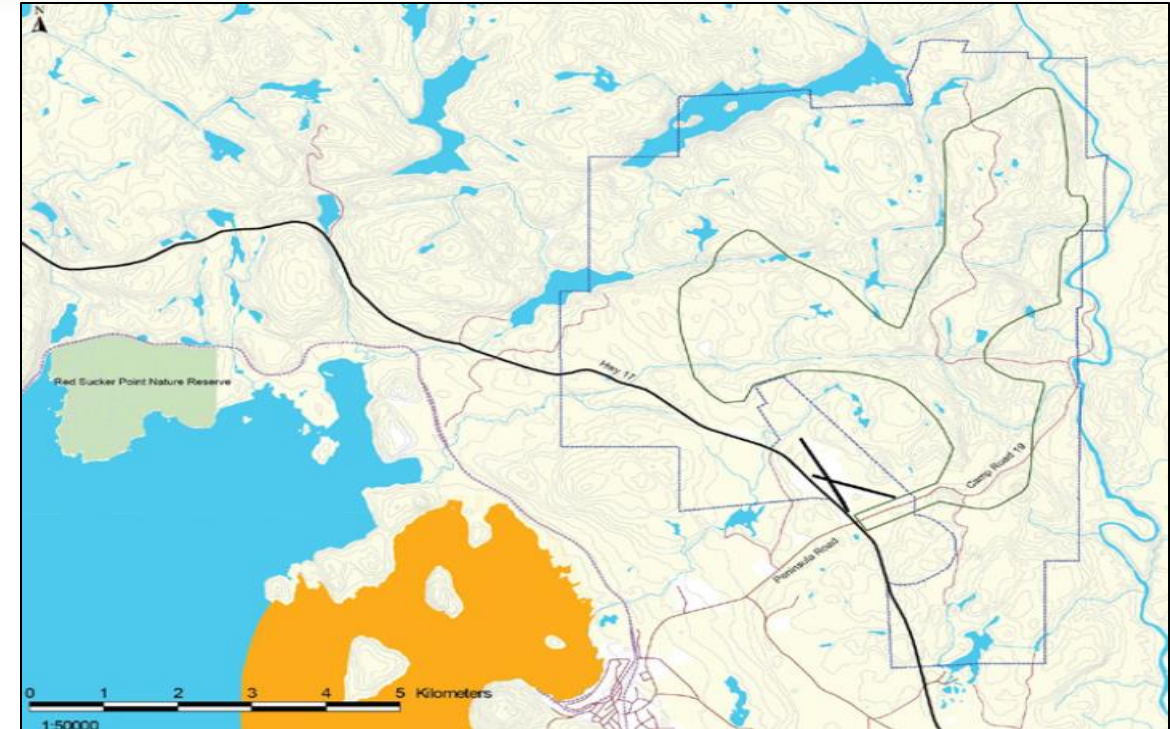 N
Red Sucker Point Nature Reserve
Hwy 17
Camp Road 19
Peninsula Road
0 1 2 3 4 5 Kilometers
1:50000